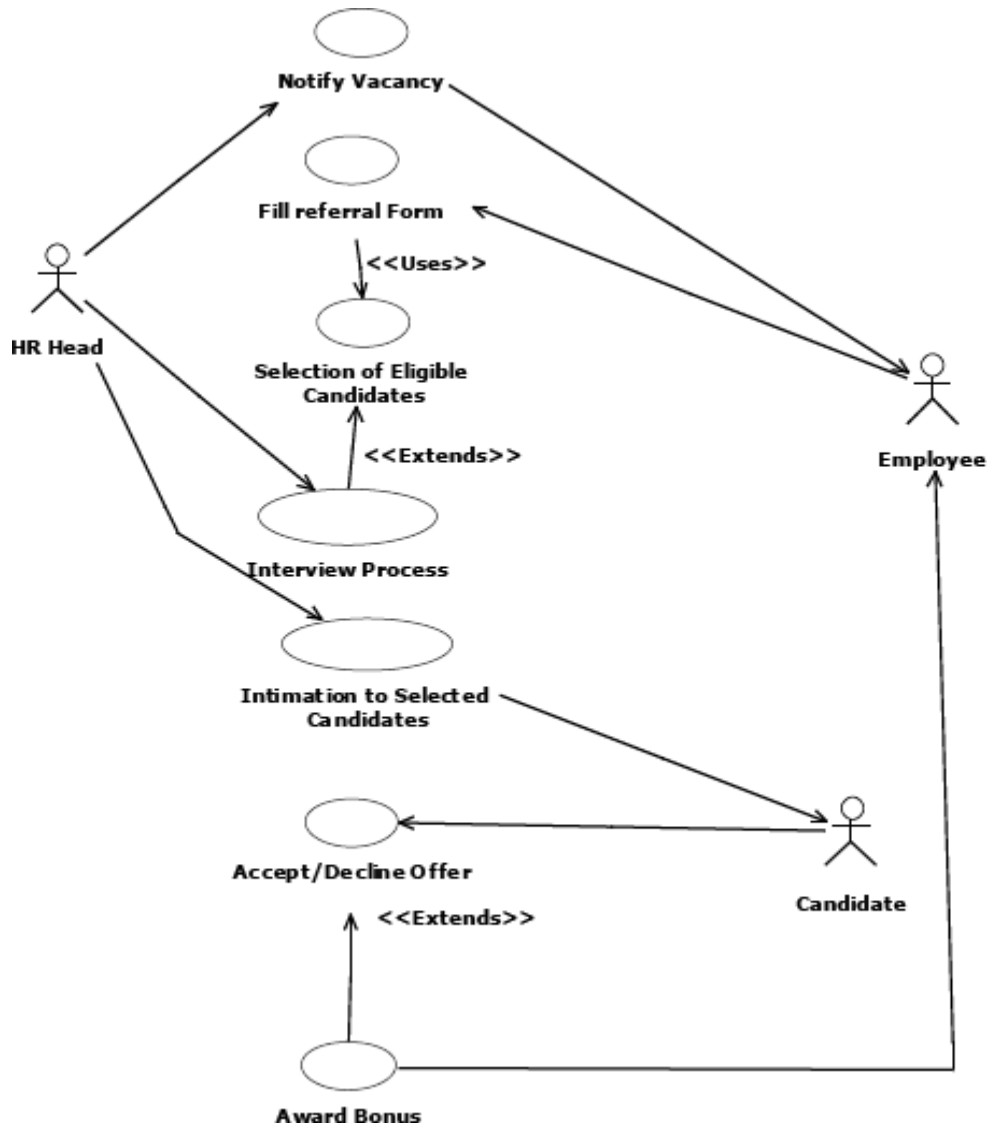 Notify Vacancy
Fill referral Form
<<Uses>>
HR Head
Selection of Eligible
Candidates
<<Extends>>
Employee
Interview Process
Intimation to Selected
Candidates
Accept/Decline Offer
Candidate
<<Extends>>
Award Bonus